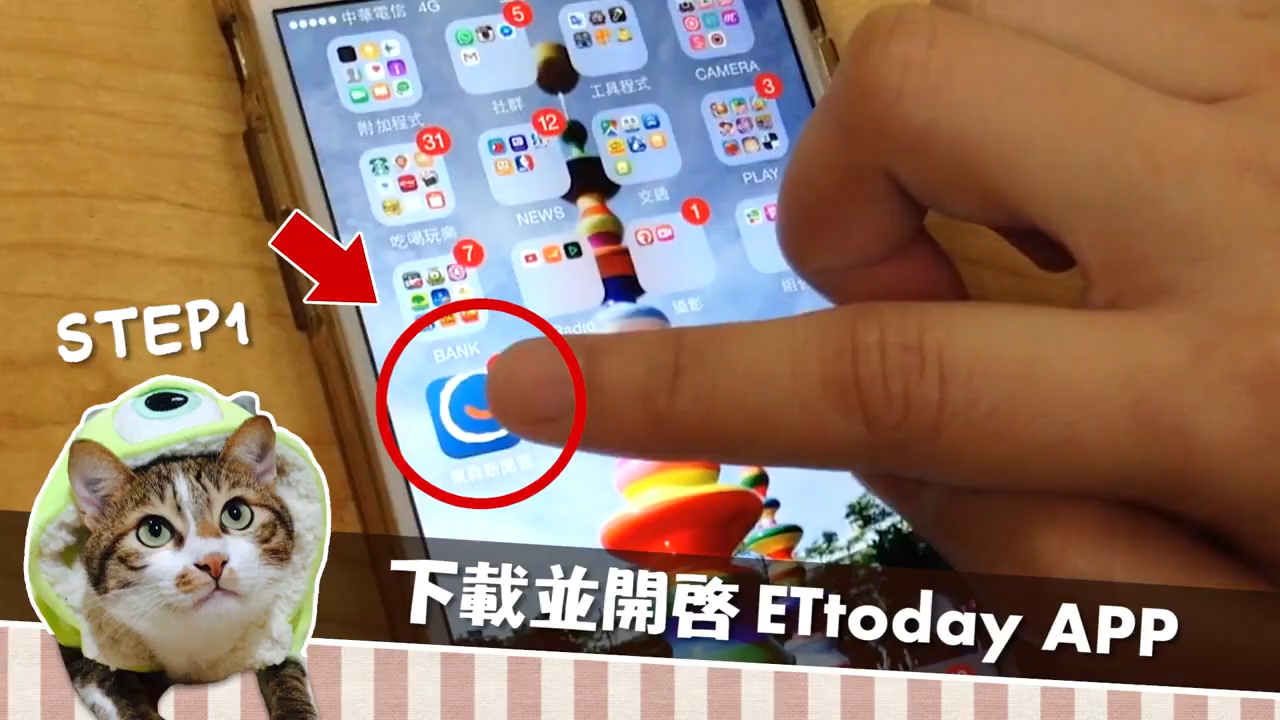 中華電信 4G
5
附加程式
社群
工具程式
CAMERA
31
12
3
吃喝玩樂
NEWS
交通
PLAY
7
1
BANK
Radio
攝影
東森新聞雲
STEP1
下載並開啓 ETtoday APP